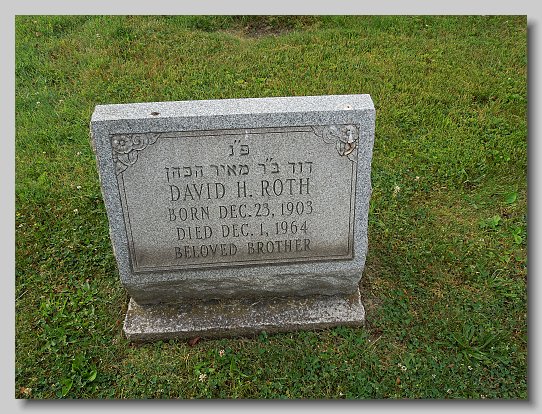 פ״נ
דוד ב״ר מאיר הכהן
DAVID H. ROTH
BORN DEC. 23, 1903
DIED DEC. 1, 1964
BELOVED BROTHER